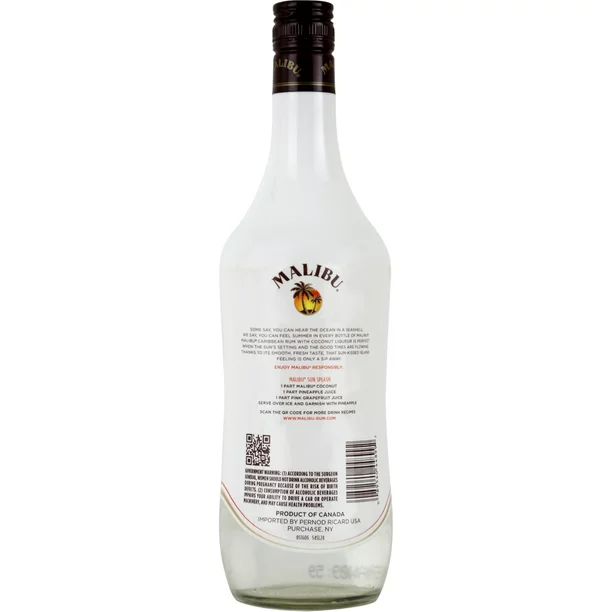 MALIBU
MALIBU
SOME SAY, YOU CAN HEAR THE OCEAN IN A SEASHELL.
WE SAY, YOU CAN FEEL SUMMER IN EVERY BOTTLE OF MALIBU.
MALIBU® CARIBBEAN RUM WITH COCONUT LIQUEUR IS PERFECT
WHEN THE SUN'S SETTING AND THE GOOD TIMES ARE FLOWING.
THANKS TO ITS SMOOTH, FRESH TASTE, THAT SUN-KISSED ISLAND
FEELING IS ONLY A SIP AWAY.
ENJOY MALIBU® RESPONSIBLY.
MALIBU® SUN SPLASH
1 PART MALIBU® COCONUT
1 PART PINEAPPLE JUICE
1 PART PINK GRAPEFRUIT JUICE
SERVE OVER ICE AND GARNISH WITH PINEAPPLE
SCAN THE QR CODE FOR MORE DRINK RECIPES
WWW.MALIBU-RUM.COM
GOVERNMENT WARNING: (1) ACCORDING TO THE SURGEON
GENERAL, WOMEN SHOULD NOT DRINK ALCOHOLIC BEVERAGES
DURING PREGNANCY BECAUSE OF THE RISK OF BIRTH
DEFECTS. (2) CONSUMPTION OF ALCOHOLIC BEVERAGES
IMPAIRS YOUR ABILITY TO DRIVE A CAR OR OPERATE
MACHINERY, AND MAY CAUSE HEALTH PROBLEMS.
PRODUCT OF CANADA
IMPORTED BY PERNOD RICARD USA
PURCHASE, NY